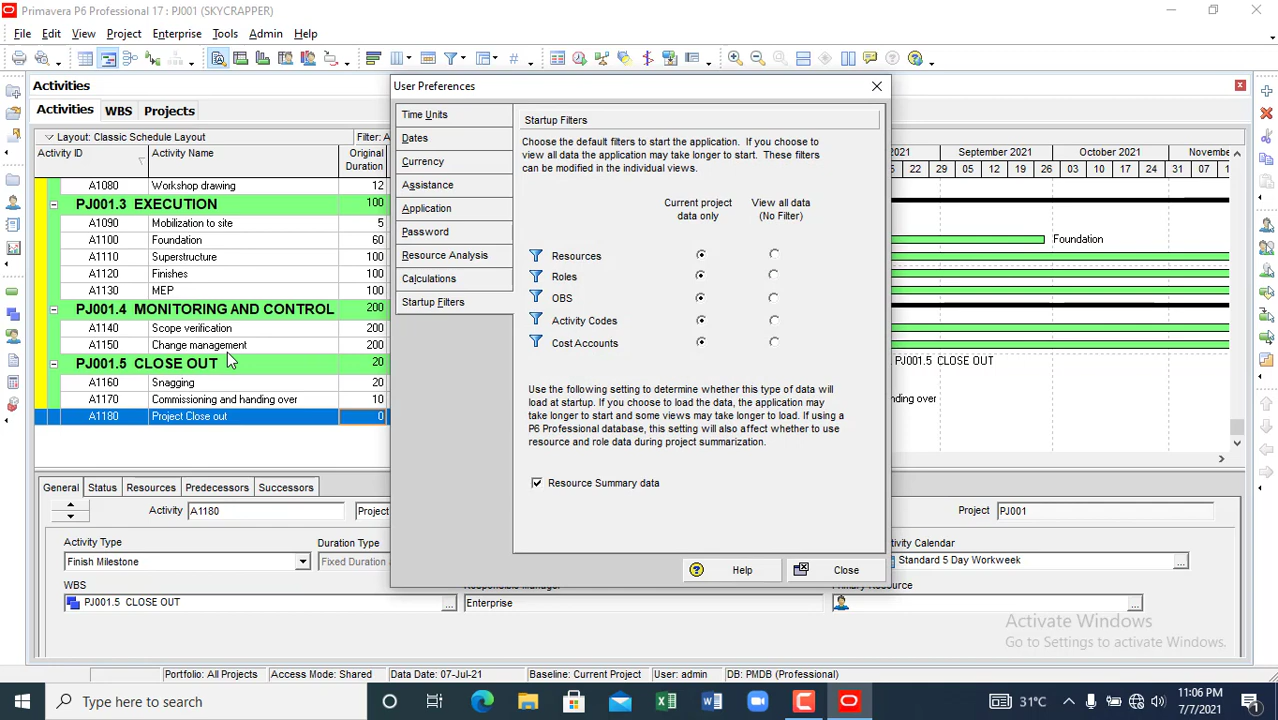 Primavera P6 Professional 17 : PJ001 (SKYCRAPPER)
File Edit View Project Enterprise Tools Admin Help
Activities
Activities WBS Projects
Layout: Classic Schedule Layout Filter: A
Activity ID Activity Name Original Duration
2021 September 2021 October 2021 Novembe
22 29 05 12 19 26 03 10 17 24 31 07 14
A1080 Workshop drawing 12
PJ001.3 EXECUTION 100
A1090 Mobilization to site 5
A1100 Foundation 60
Foundation
A1110 Superstructure 100
A1120 Finishes 100
A1130 MEP 100
PJ001.4 MONITORING AND CONTROL 200
A1140 Scope verification 200
A1150 Change management 200
PJ001.5 CLOSE OUT 20
PJ001.5 CLOSE OUT
A1160 Snagging 20
A1170 Commissioning and handing over 10
nding over
A1180 Project Close out 0
User Preferences
Time Units
Dates
Currency
Assistance
Application
Password
Resource Analysis
Calculations
Startup Filters
Startup Filters
Choose the default filters to start the application. If you choose to
view all data the application may take longer to start. These filters
can be modified in the individual views.
Current project data only
View all data (No Filter)
Resources
Roles
OBS
Activity Codes
Cost Accounts
Use the following setting to determine whether this type of data will
load at startup. If you choose to load the data, the application may
take longer to start and some views may take longer to load. If using a
P6 Professional database, this setting will also affect whether to use
resource and role data during project summarization.
Resource Summary data
Help Close
General Status Resources Predecessors Successors
Activity A1180 Project Project PJ001
Activity Type Duration Type ctivity Calendar
Finish Milestone Fixed Duration & Standard 5 Day Workweek
WBS Responsible Manager Primary Resource
PJ001.5 CLOSE OUT Enterprise
Activate Windows
Go to Settings to activate Windows.
Portfolio: All Projects Access Mode: Shared Data Date: 07-Jul-21 Baseline: Current Project User: admin DB: PMDB (Professional)
Type here to search
31°C
11:06 PM
7/7/2021
1